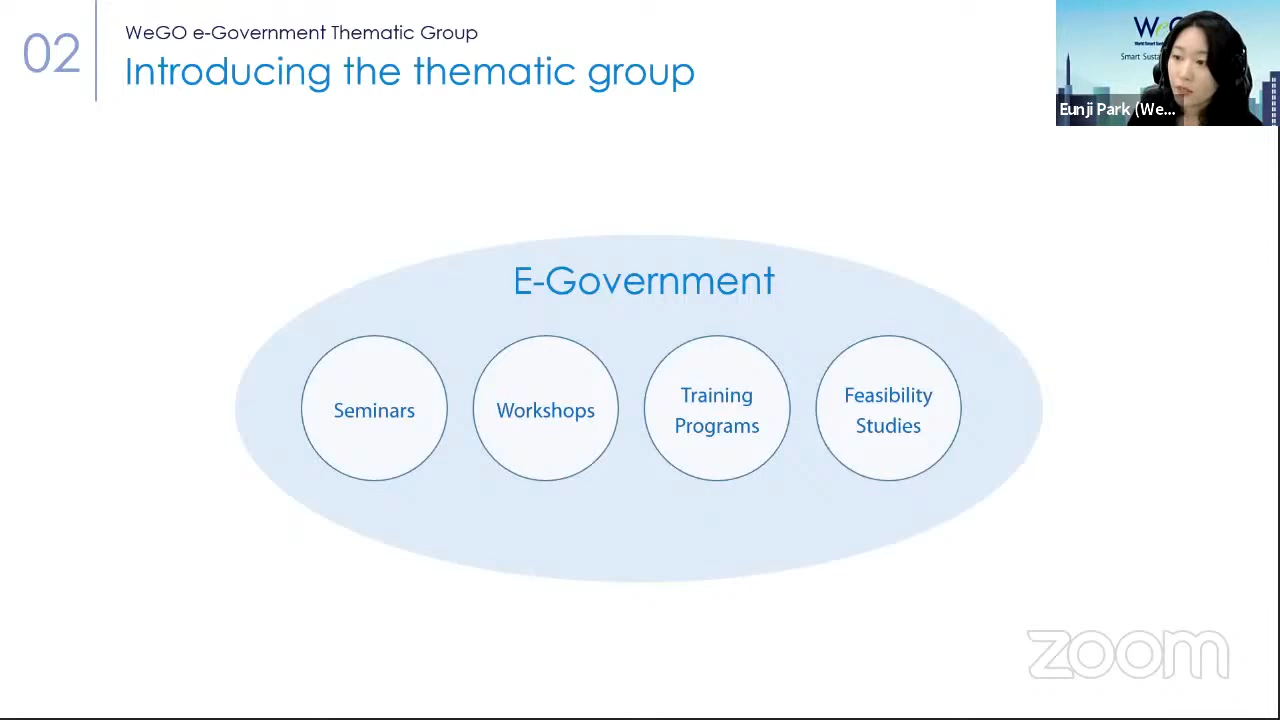 02
WeGO e-Government Thematic Group
Introducing the thematic group
Eunji Park (We...
E-Government
Seminars
Workshops
Training
Programs
Feasibility
Studies
zoom